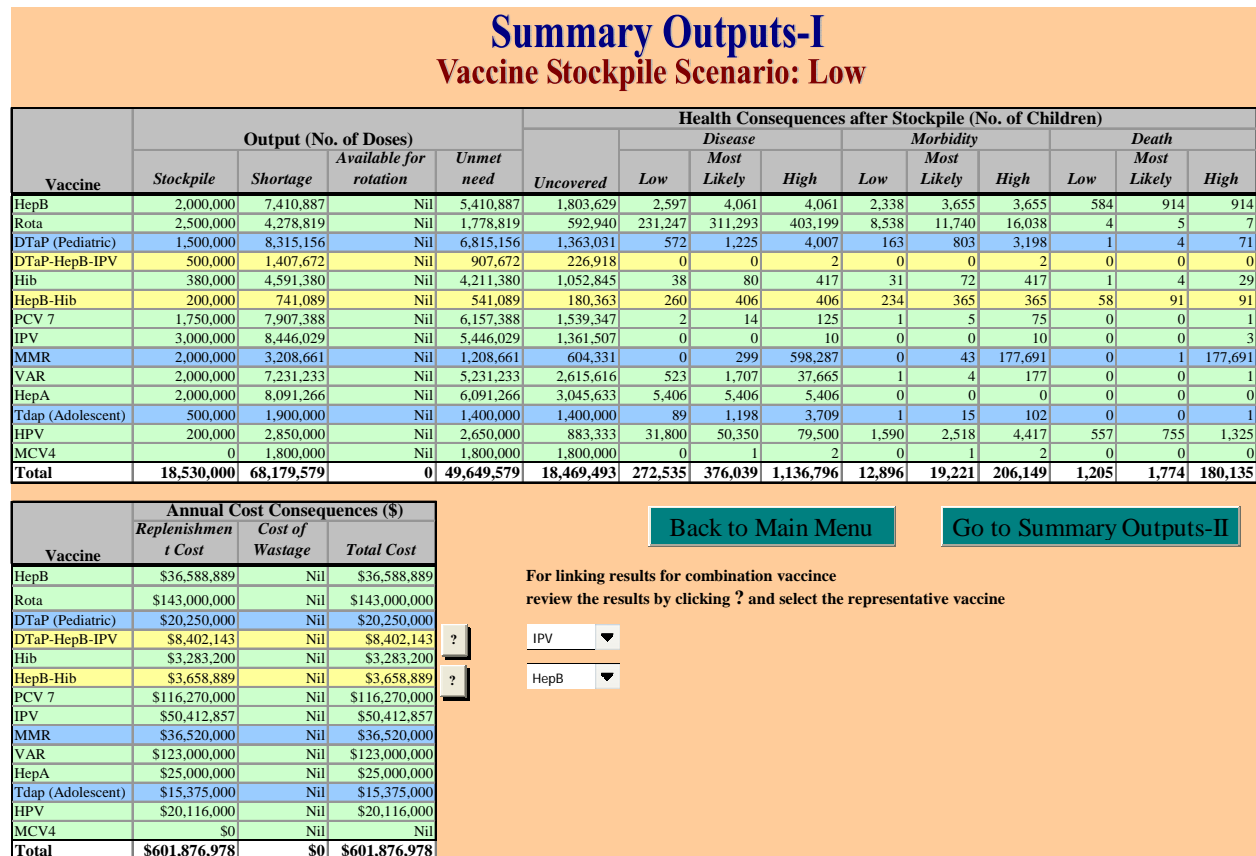 Summary Outputs-I
Vaccine Stockpile Scenario: Low
Health Consequences after Stockpile (No. of Children)
Output (No. of Doses) Disease Morbidity Death
Vaccine Stockpile Shortage Available for rotation Unmet need Uncovered Low Most Likely High Low Most Likely High Low Most Likely High
HepB 2,000,000 7,410,887 Nil 5,410,887 1,803,629 2,597 4,061 4,061 2,338 3,655 3,655 584 914 914
Rota 2,500,000 4,278,819 Nil 1,778,819 592,940 231,247 311,293 403,199 8,538 11,740 16,038 4 5 7
DTaP (Pediatric) 1,500,000 8,315,156 Nil 6,815,156 1,363,031 572 1,225 4,007 163 803 3,198 1 4 71
DTaP-HepB-IPV 500,000 1,407,672 Nil 907,672 226,918 0 0 2 0 0 2 0 0 0
Hib 380,000 4,591,380 Nil 4,211,380 1,052,845 38 80 417 31 72 417 1 4 29
HepB-Hib 200,000 741,089 Nil 541,089 180,363 260 406 406 234 365 365 58 91 91
PCV 7 1,750,000 7,907,388 Nil 6,157,388 1,539,347 2 14 125 1 5 75 0 0 1
IPV 3,000,000 8,446,029 Nil 5,446,029 1,361,507 0 0 10 0 0 10 0 0 3
MMR 2,000,000 3,208,661 Nil 1,208,661 604,331 0 299 598,287 0 43 177,691 0 1 177,691
VAR 2,000,000 7,231,233 Nil 5,231,233 2,615,616 523 1,707 37,665 1 4 177 0 0 1
HepA 2,000,000 8,091,266 Nil 6,091,266 3,045,633 5,406 5,406 5,406 0 0 0 0 0 0
Tdap (Adolescent) 500,000 1,900,000 Nil 1,400,000 1,400,000 89 1,198 3,709 1 15 102 0 0 1
HPV 200,000 2,850,000 Nil 2,650,000 883,333 31,800 50,350 79,500 1,590 2,518 4,417 557 755 1,325
MCV4 0 1,800,000 Nil 1,800,000 1,800,000 0 1 2 0 1 2 0 0 0
Total 18,530,000 68,179,579 0 49,649,579 18,469,493 272,535 376,039 1,136,796 12,896 19,221 206,149 1,205 1,774 180,135
Annual Cost Consequences ($)
Vaccine Replenishmen t Cost Cost of Wastage Total Cost
HepB $36,588,889 Nil $36,588,889
Rota $143,000,000 Nil $143,000,000
DTaP (Pediatric) $20,250,000 Nil $20,250,000
DTaP-HepB-IPV $8,402,143 Nil $8,402,143 ?
Hib $3,283,200 Nil $3,283,200
HepB-Hib $3,658,889 Nil $3,658,889 ?
PCV 7 $116,270,000 Nil $116,270,000
IPV $50,412,857 Nil $50,412,857
MMR $36,520,000 Nil $36,520,000
VAR $123,000,000 Nil $123,000,000
HepA $25,000,000 Nil $25,000,000
Tdap (Adolescent) $15,375,000 Nil $15,375,000
HPV $20,116,000 Nil $20,116,000
MCV4 $0 Nil Nil
Total $601,876,978 $0 $601,876,978
Back to Main Menu Go to Summary Outputs-II
For linking results for combination vaccince
review the results by clicking ? and select the representative vaccine
IPV
HepB